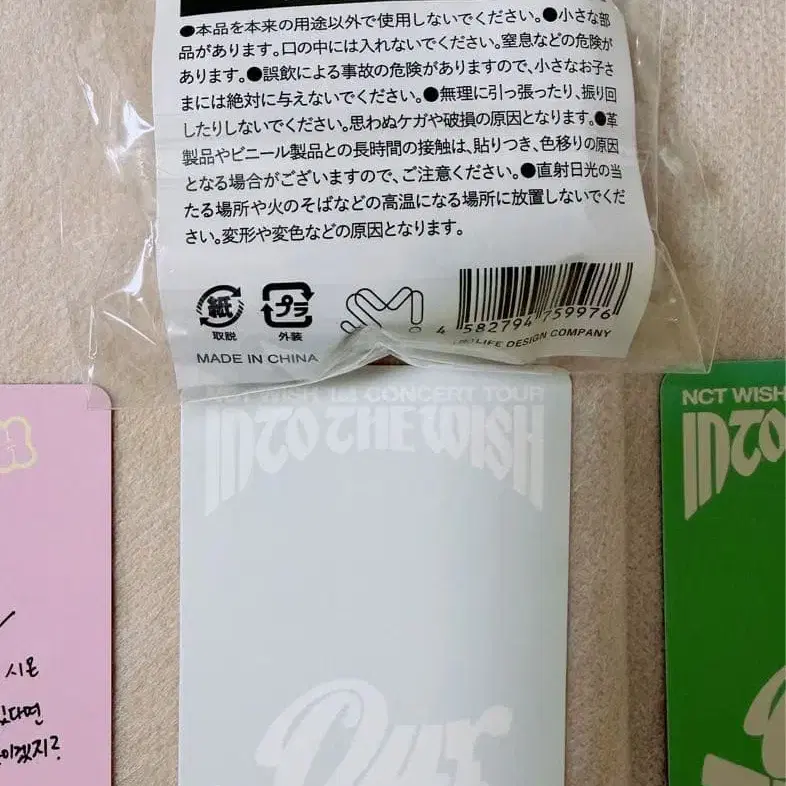 ●本品を本来の用途以外で使用しないでください。●小さな部
品があります。口の中には入れないでください。窒息などの危険が
あります。●誤飲による事故の危険がありますので、小さなお子さ
まには絶対に与えないでください。●無理に引っ張ったり、振り回
したりしないでください。思わぬケガや破損の原因となります。●革
製品やビニール製品との長時間の接触は、貼りつき、色移りの原因
となる場合がございますので、ご注意ください。●直射日光の当
たる場所や火のそばなどの高温になる場所に放置しないでくだ
さい。変形や変色などの原因となります。
紙
取説
プラ
外装
SM
4 582794 759976
LIFE DESIGN COMPANY
MADE IN CHINA
NCT WISH 1st CONCERT TOUR
INTO THE WISH
Our
NCT WISH
INTO
시온